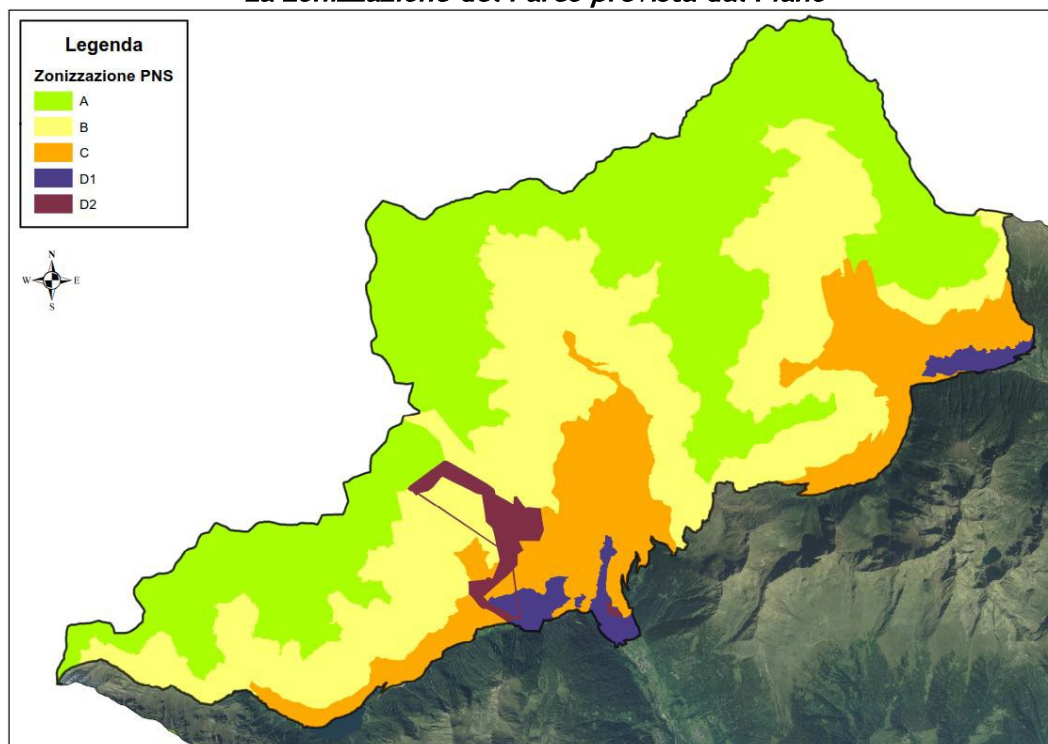 La zonizzazione del Parco prevista dal Piano
Legenda
Zonizzazione PNS
A
B
C
D1
D2
N
W E
S